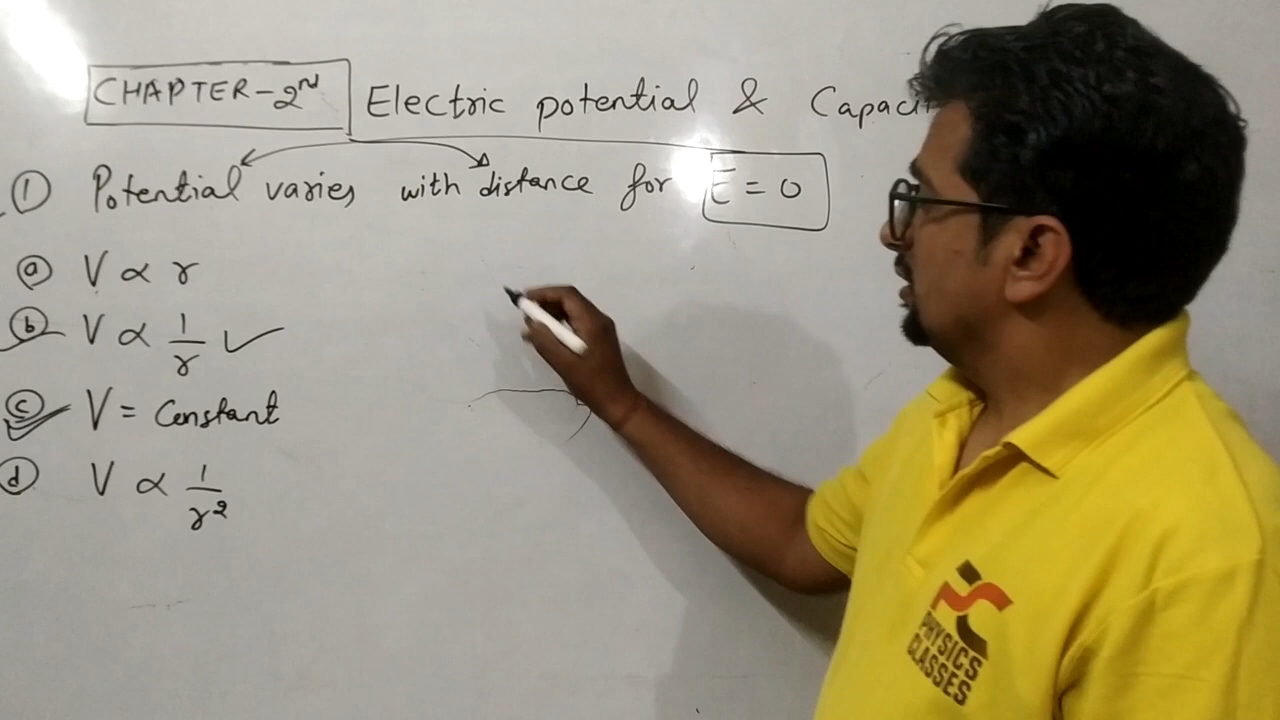 CHAPTER-2nd Electric potential & Capaci
① Potential varies with distance for E = 0
ⓐ V ∝ r
ⓑ V ∝ 1/r ✓
ⓒ V = Constant
ⓓ V ∝ 1/r²
PHYSICS
CLASSES